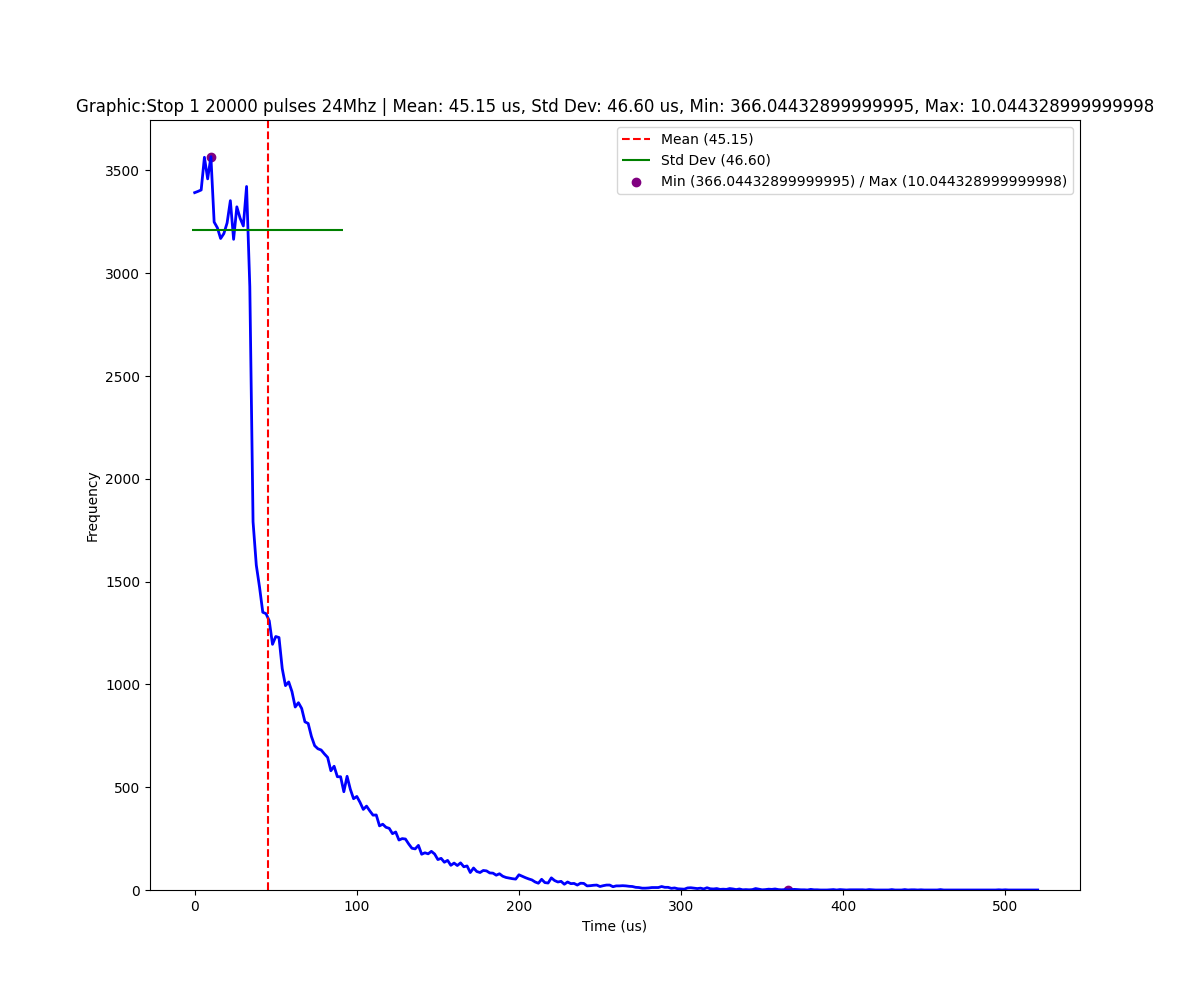 Graphic:Stop 1 20000 pulses 24Mhz | Mean: 45.15 us, Std Dev: 46.60 us, Min: 366.04432899999995, Max: 10.044328999999998
Mean (45.15)
Std Dev (46.60)
Min (366.04432899999995) / Max (10.044328999999998)
3500
3000
2500
2000
1500
1000
500
0
Frequency
0 100 200 300 400 500
Time (us)